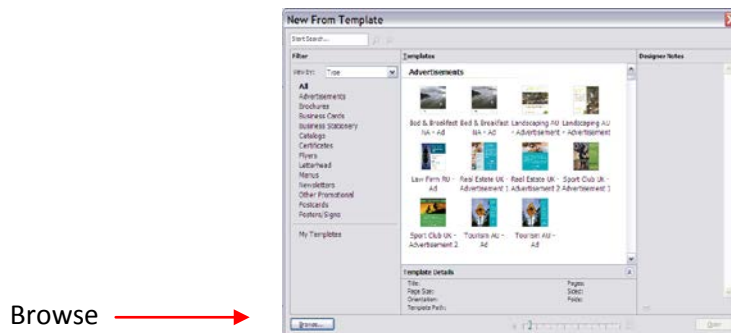 New From Template
Start Search...
Filter
Templates
Designer Notes
View by: Type
Advertisements
All
Advertisements
Brochures
Business Cards
Business Stationery
Catalogs
Certificates
Flyers
Letterhead
Menus
Newsletters
Other Promotional
Postcards
Posters/Signs
My Templates
Bed & Breakfast Bed & Breakfast Landscaping AU Landscaping AU
NA - Ad NA - Ad - Advertisement - Advertisement
Law Firm RU - Real Estate UK - Real Estate UK - Sport Club UK -
Ad Advertisement 1 Advertisement 2 Advertisement 1
Sport Club UK - Tourism AU - Tourism AU -
Advertisement 2 Ad Ad
Template Details
Title: Pages:
Page Size: Sides:
Orientation: Folds:
Template Path:
Browse
Browse...
Open